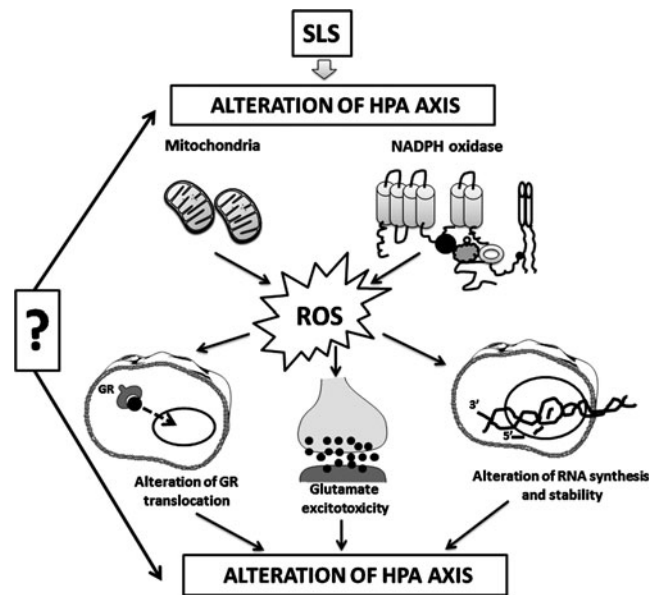 SLS
ALTERATION OF HPA AXIS
Mitochondria
NADPH oxidase
ROS
?
GR
3'
5'
Alteration of GR
translocation
Glutamate
excitotoxicity
Alteration of RNA synthesis
and stability
ALTERATION OF HPA AXIS